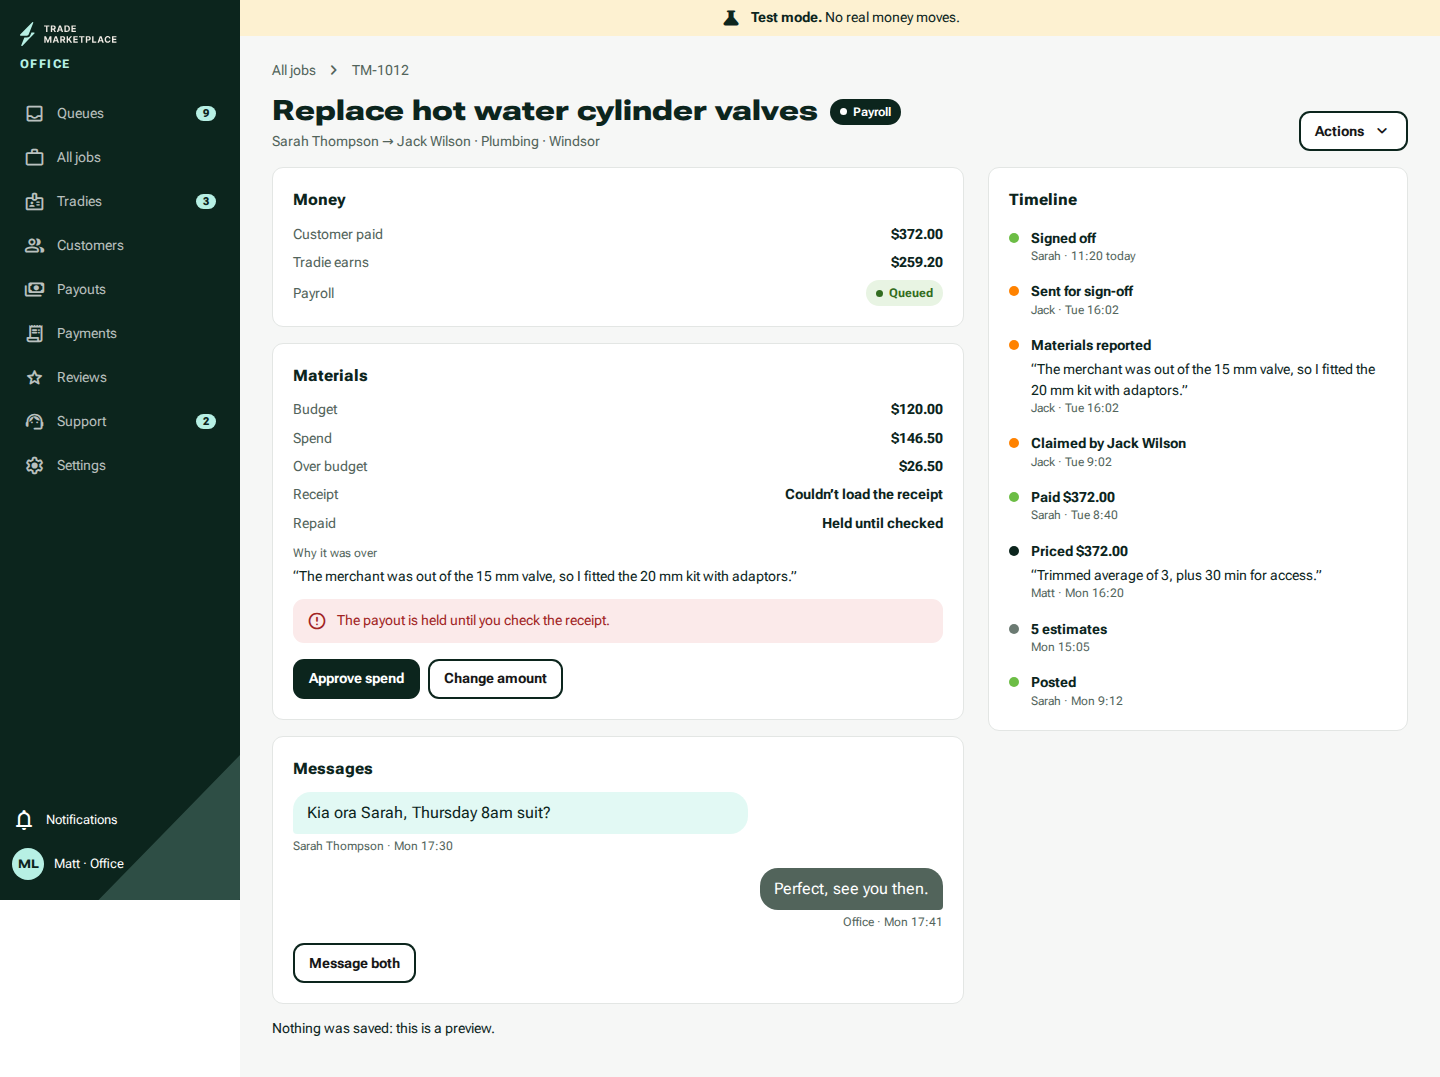 TRADE
MARKETPLACE
OFFICE
Queues 9
All jobs
Tradies 3
Customers
Payouts
Payments
Reviews
Support 2
Settings
Notifications
ML Matt · Office
Test mode. No real money moves.
All jobs > TM-1012
Replace hot water cylinder valves
Payroll
Sarah Thompson → Jack Wilson · Plumbing · Windsor
Actions
Money
Customer paid $372.00
Tradie earns $259.20
Payroll Queued
Materials
Budget $120.00
Spend $146.50
Over budget $26.50
Receipt Couldn’t load the receipt
Repaid Held until checked
Why it was over
“The merchant was out of the 15 mm valve, so I fitted the 20 mm kit with adaptors.”
The payout is held until you check the receipt.
Approve spend
Change amount
Messages
Kia ora Sarah, Thursday 8am suit?
Sarah Thompson · Mon 17:30
Perfect, see you then.
Office · Mon 17:41
Message both
Nothing was saved: this is a preview.
Timeline
Signed off
Sarah · 11:20 today
Sent for sign-off
Jack · Tue 16:02
Materials reported
“The merchant was out of the 15 mm valve, so I fitted the
20 mm kit with adaptors.”
Jack · Tue 16:02
Claimed by Jack Wilson
Jack · Tue 9:02
Paid $372.00
Sarah · Tue 8:40
Priced $372.00
“Trimmed average of 3, plus 30 min for access.”
Matt · Mon 16:20
5 estimates
Mon 15:05
Posted
Sarah · Mon 9:12